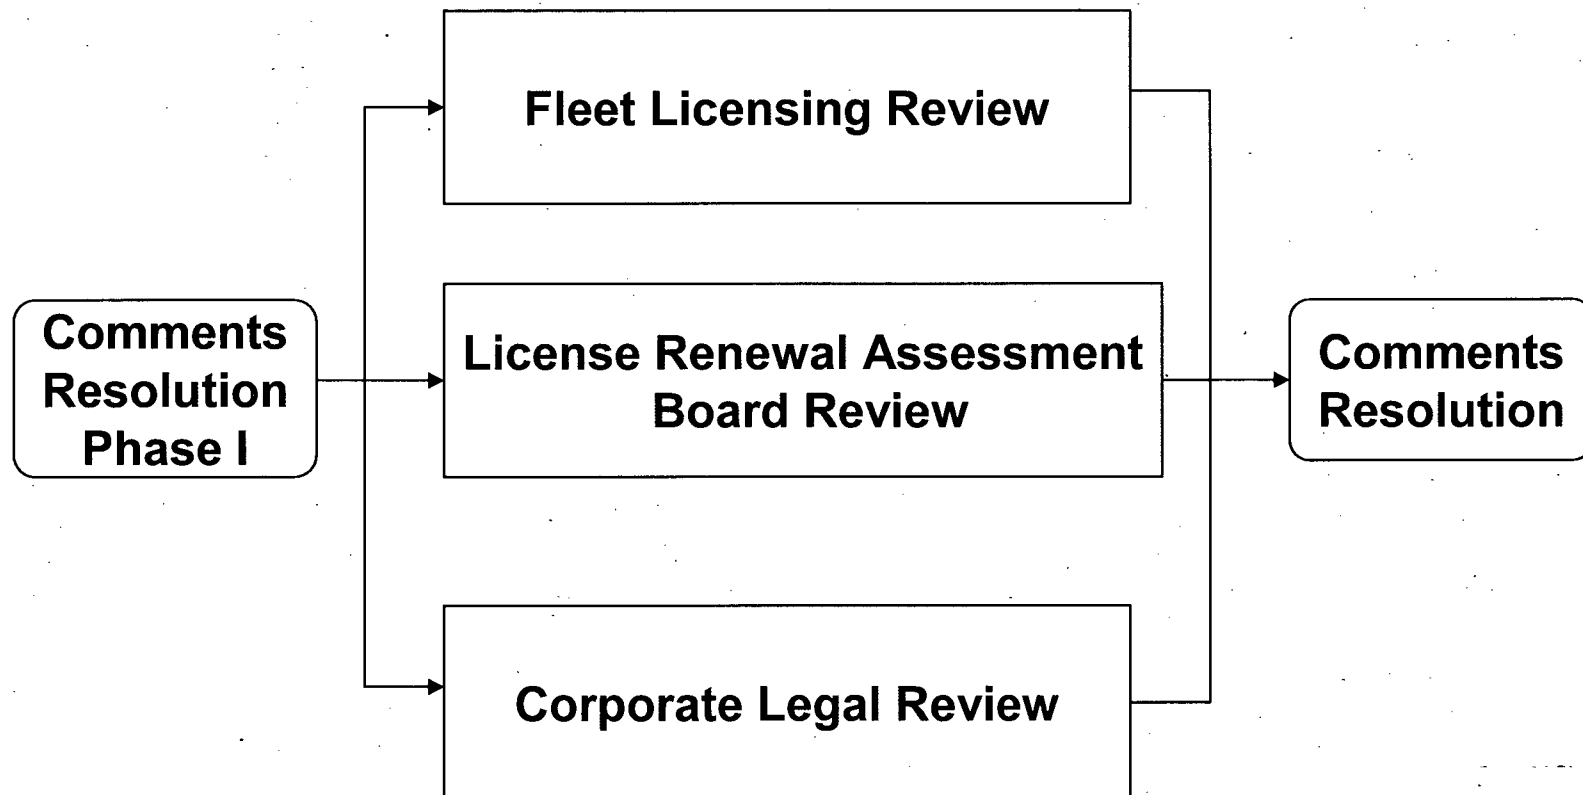 Fleet Licensing Review
Comments
Resolution
Phase I
License Renewal Assessment
Board Review
Comments
Resolution
Corporate Legal Review